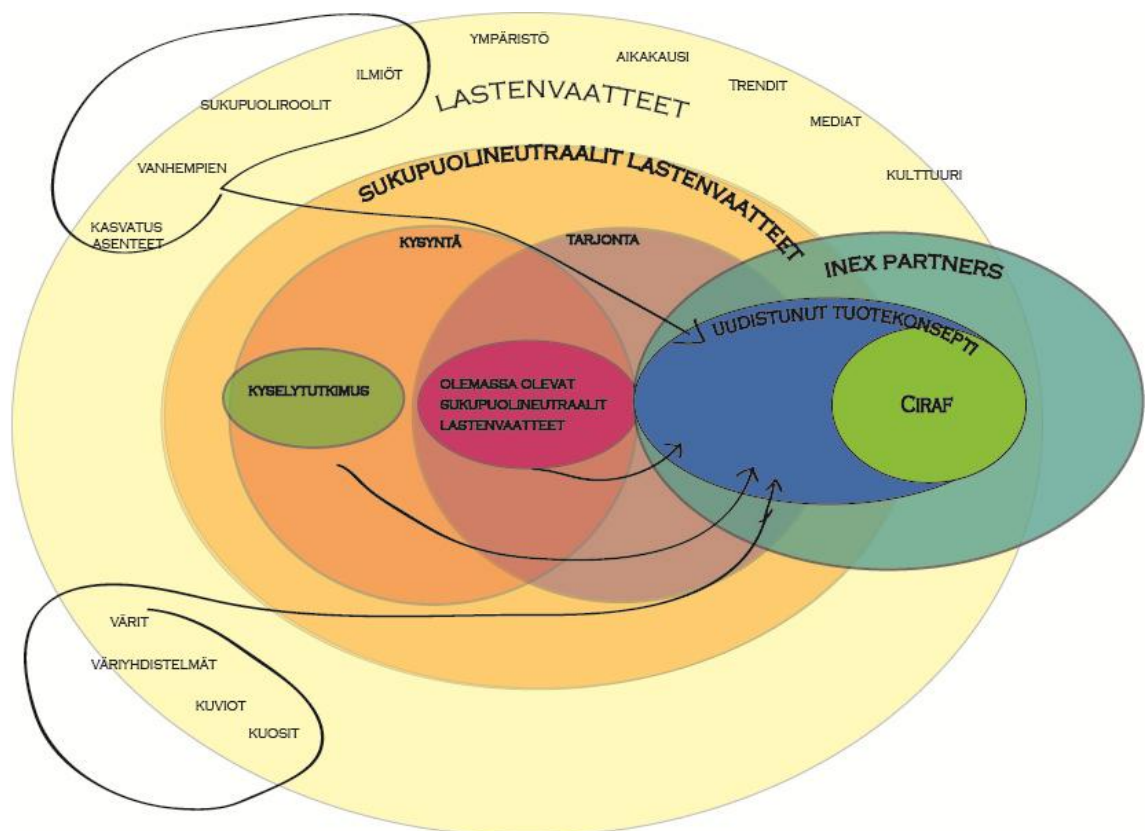 YMPÄRISTÖ
AIKAKAUSI
ILMIÖT
TRENDIT
LASTENVAATTEET
SUKUPUOLIROOLIT
MEDIAT
SUKUPUOLINEUTRAALIT LASTENVAATTEET
VANHEMPIEN
KULTTUURI
KASVATUS
ASENTEET
KYSYNTÄ
TARJONTA
INEX PARTNERS
UUDISTUNUT TUOTEKONSEPTI
KYSELYTUTKIMUS
OLEMASSA OLEVAT
SUKUPUOLINEUTRAALIT
LASTENVAATTEET
CIRAF
VÄRIT
VÄRIYHDISTELMÄT
KUVIOT
KUOSIT